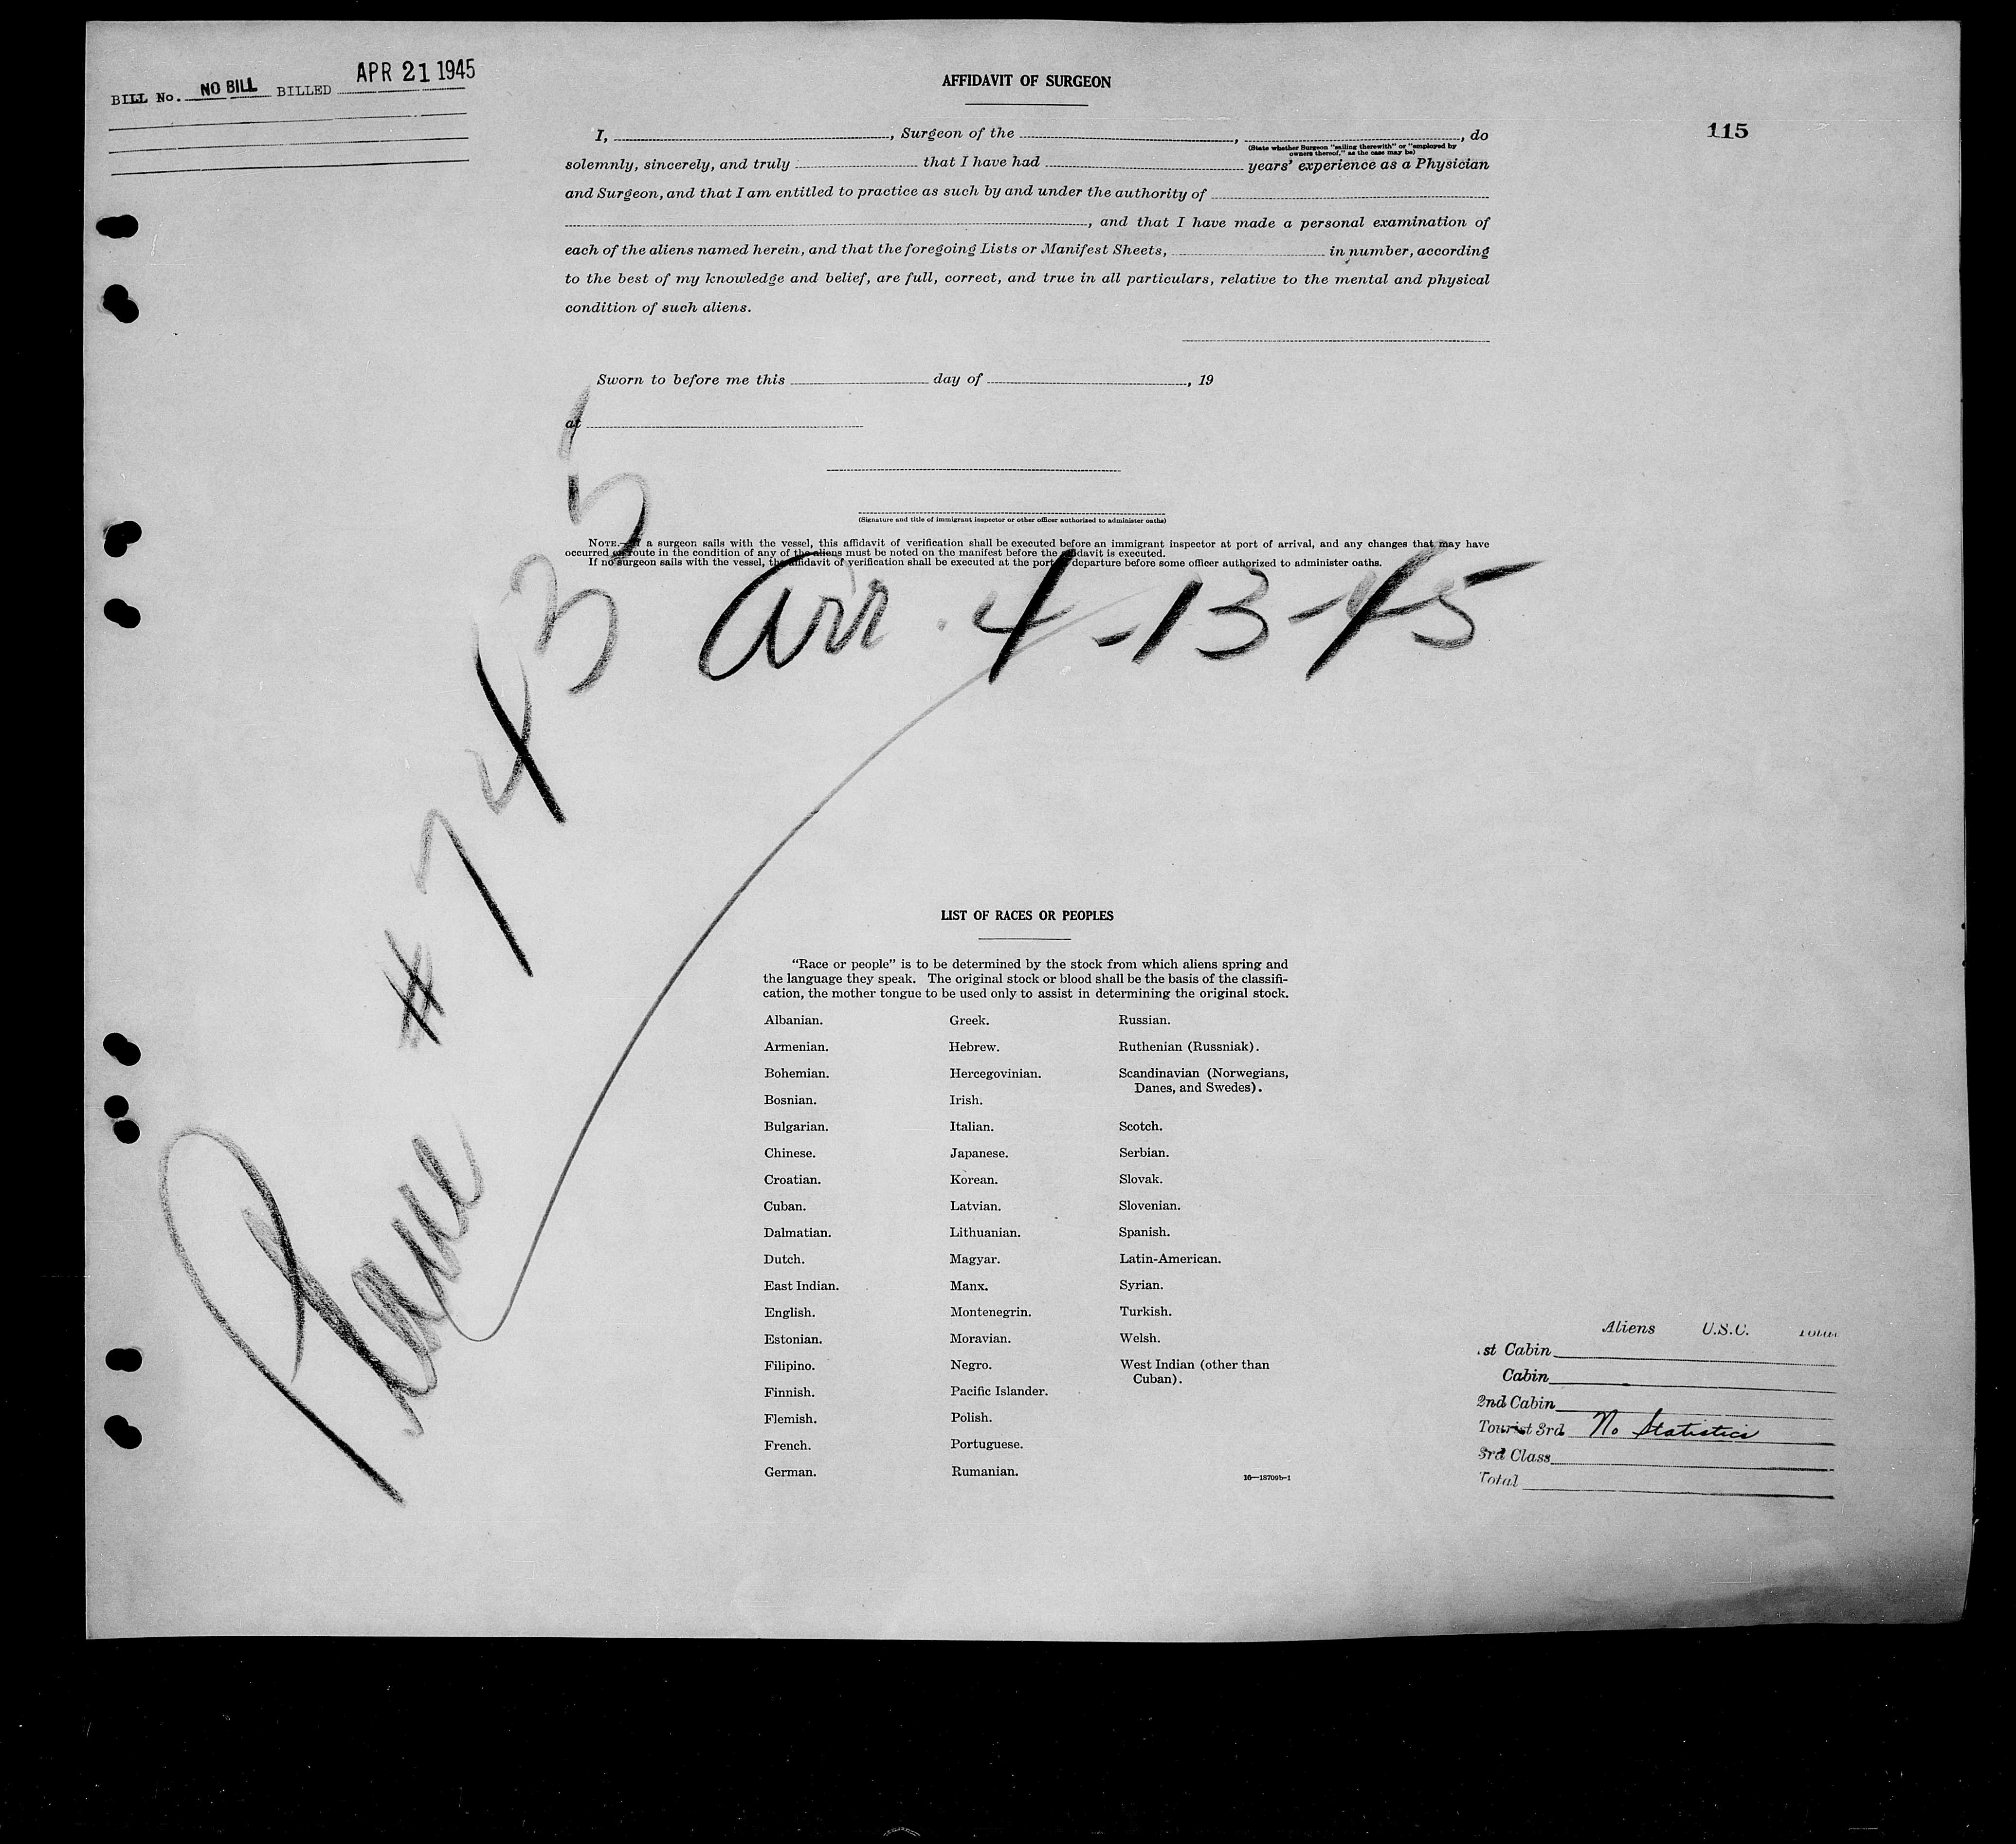 BILL No. NO BILL BILLED APR 21 1945
AFFIDAVIT OF SURGEON
115
I, , Surgeon of the , , do
(State whether Surgeon "sailing therewith" or "employed by
owners thereof," as the case may be)
solemnly, sincerely, and truly that I have had years' experience as a Physician
and Surgeon, and that I am entitled to practice as such by and under the authority of
, and that I have made a personal examination of
each of the aliens named herein, and that the foregoing Lists or Manifest Sheets, in number, according
to the best of my knowledge and belief, are full, correct, and true in all particulars, relative to the mental and physical
condition of such aliens.
Sworn to before me this day of , 19
at
(Signature and title of immigrant inspector or other officer authorized to administer oaths)
NOTE.—If a surgeon sails with the vessel, this affidavit of verification shall be executed before an immigrant inspector at port of arrival, and any changes that may have
occurred en route in the condition of any of the aliens must be noted on the manifest before the affidavit is executed.
If no surgeon sails with the vessel, the affidavit of verification shall be executed at the port of departure before some officer authorized to administer oaths.
Arr. 4-13-45
Plane #7435
LIST OF RACES OR PEOPLES
"Race or people" is to be determined by the stock from which aliens spring and
the language they speak. The original stock or blood shall be the basis of the classifi-
cation, the mother tongue to be used only to assist in determining the original stock.
Albanian. Greek. Russian.
Armenian. Hebrew. Ruthenian (Russniak).
Bohemian. Hercegovinian. Scandinavian (Norwegians,
Danes, and Swedes).
Bosnian. Irish.
Bulgarian. Italian. Scotch.
Chinese. Japanese. Serbian.
Croatian. Korean. Slovak.
Cuban. Latvian. Slovenian.
Dalmatian. Lithuanian. Spanish.
Dutch. Magyar. Latin-American.
East Indian. Manx. Syrian.
English. Montenegrin. Turkish.
Estonian. Moravian. Welsh.
Filipino. Negro. West Indian (other than
Cuban).
Finnish. Pacific Islander.
Flemish. Polish.
French. Portuguese.
German. Rumanian.
16—18709b-1
Aliens U.S.C. Total
1st Cabin
Cabin
2nd Cabin
Tourist 3rd No Statistics
3rd Class
Total